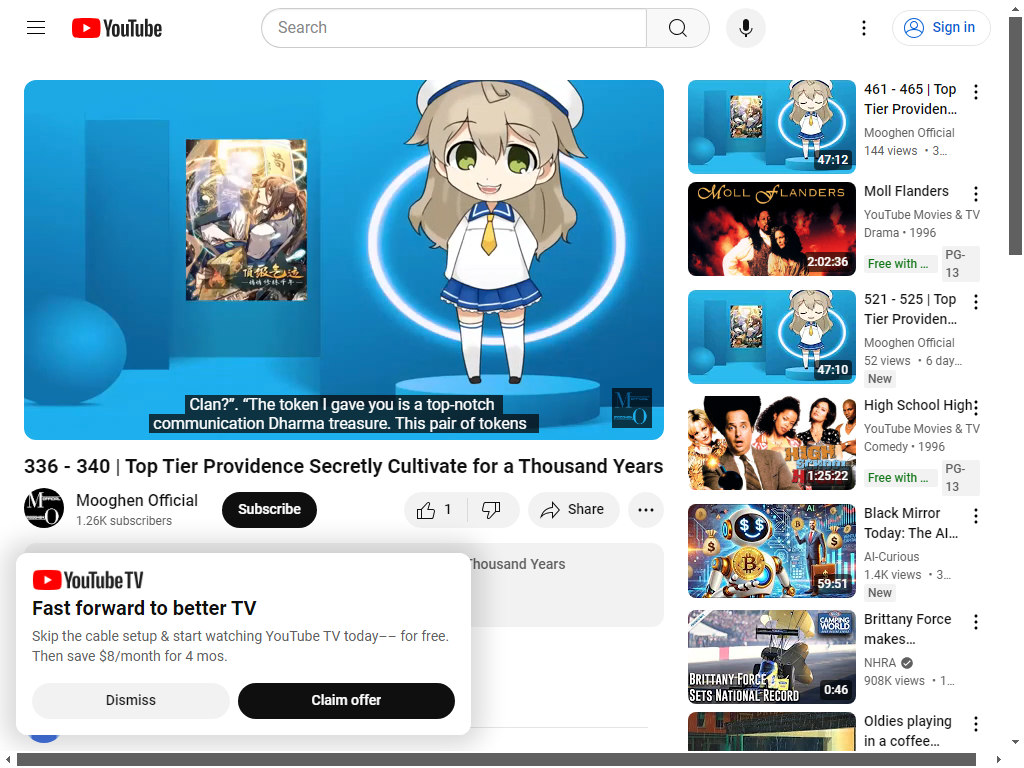 YouTube
Search
Sign in
Clan?”. “The token I gave you is a top-notch
communication Dharma treasure. This pair of tokens
336 - 340 | Top Tier Providence Secretly Cultivate for a Thousand Years
Mooghen Official
1.26K subscribers
Subscribe
1
Share
Thousand Years
YouTube TV
Fast forward to better TV
Skip the cable setup & start watching YouTube TV today–– for free.
Then save $8/month for 4 mos.
Dismiss
Claim offer
47:12
461 - 465 | Top
Tier Providen...
Mooghen Official
144 views • 3...
MOLL FLANDERS
2:02:36
Moll Flanders
YouTube Movies & TV
Drama • 1996
Free with ...
PG-
13
47:10
521 - 525 | Top
Tier Providen...
Mooghen Official
52 views • 6 day...
New
HIGH SCHOOL
1:25:22
High School High
YouTube Movies & TV
Comedy • 1996
Free with ...
PG-
13
AI
59:51
Black Mirror
Today: The AI...
AI-Curious
1.4K views • 3...
New
CAMPING
WORLD
BRITTANY FORCE
SETS NATIONAL RECORD
0:46
Brittany Force
makes...
NHRA
908K views • 1...
Oldies playing
in a coffee...